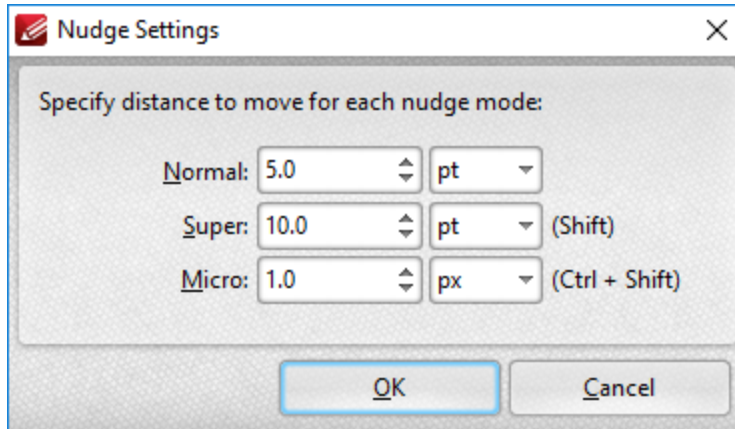 Nudge Settings
Specify distance to move for each nudge mode:
Normal: 5.0 pt
Super: 10.0 pt (Shift)
Micro: 1.0 px (Ctrl + Shift)
OK Cancel